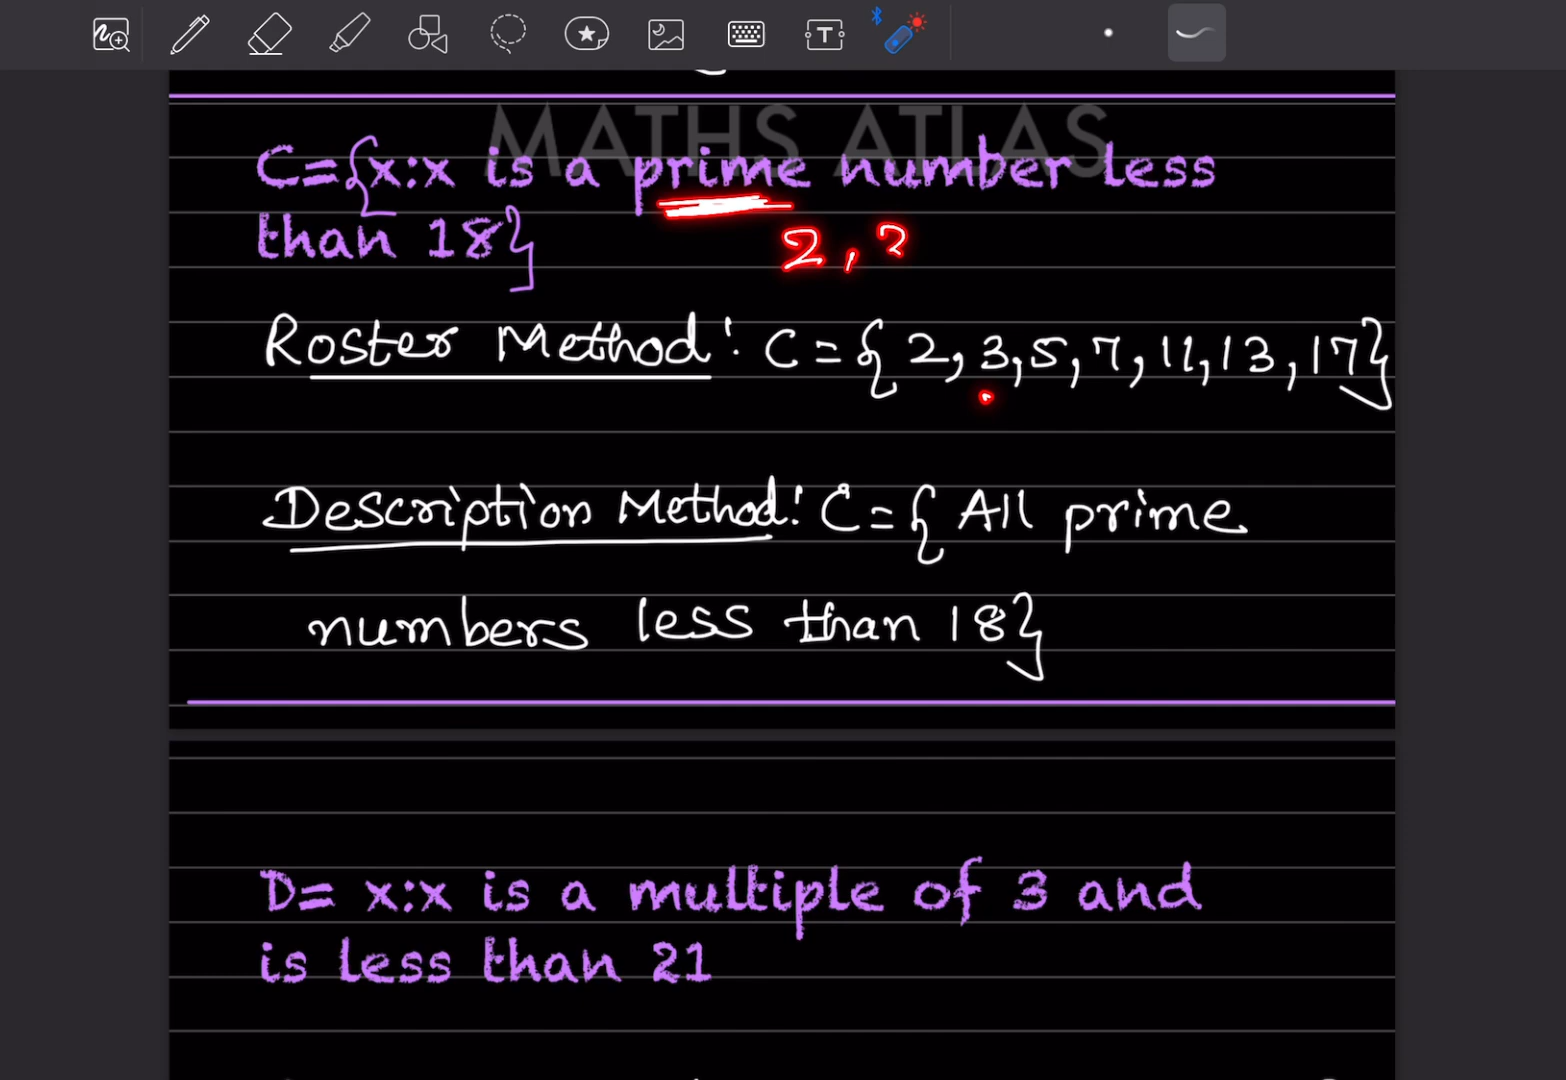 MATHS ATLAS
C={x:x is a prime number less
than 18}
2, 2
Roster Method: C = { 2, 3, 5, 7, 11, 13, 17}
Description Method: C = { All prime
numbers less than 18}
D= x:x is a multiple of 3 and
is less than 21